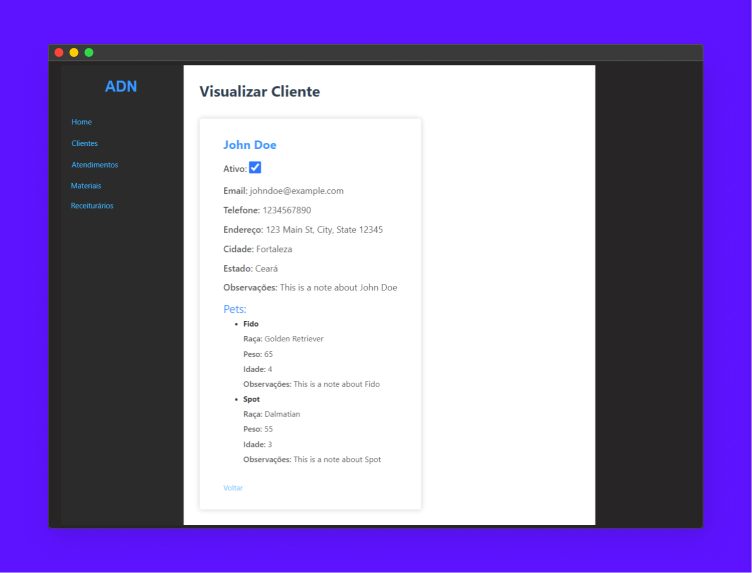 ADN
Home
Clientes
Atendimentos
Materiais
Receiturários
Visualizar Cliente
John Doe
Ativo:
Email: johndoe@example.com
Telefone: 1234567890
Endereço: 123 Main St, City, State 12345
Cidade: Fortaleza
Estado: Ceará
Observações: This is a note about John Doe
Pets:
• Fido
Raça: Golden Retriever
Peso: 65
Idade: 4
Observações: This is a note about Fido
• Spot
Raça: Dalmatian
Peso: 55
Idade: 3
Observações: This is a note about Spot
Voltar